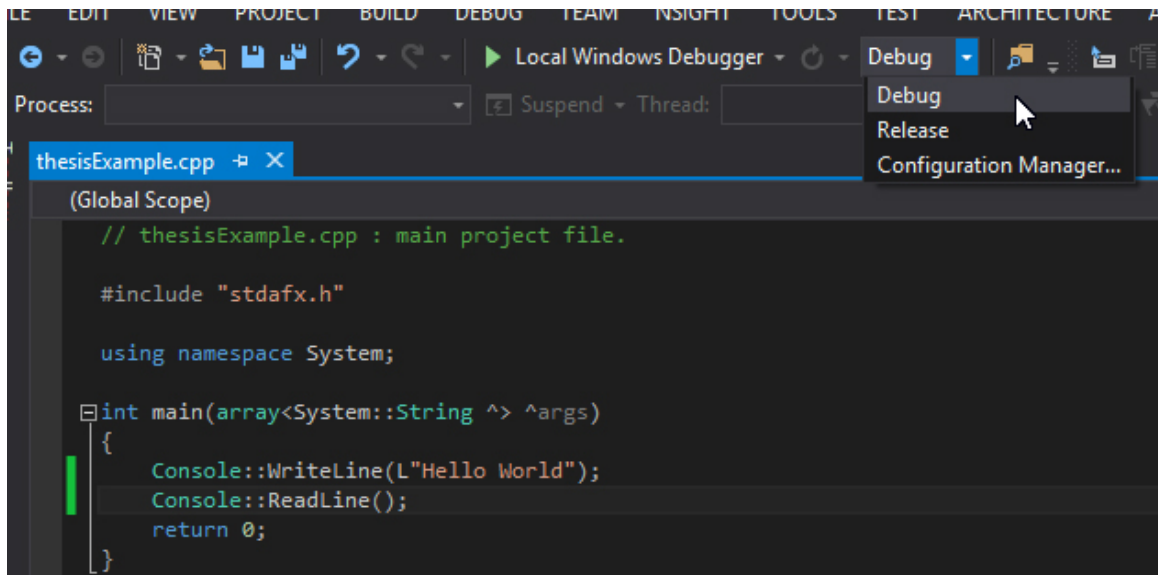 LE EDIT VIEW PROJECT BUILD DEBUG TEAM NSIGHT TOOLS TEST ARCHITECTURE A
Local Windows Debugger Debug
Process: Suspend Thread:
Debug
Release
Configuration Manager...
thesisExample.cpp
(Global Scope)
// thesisExample.cpp : main project file.
#include "stdafx.h"
using namespace System;
int main(array<System::String ^> ^args)
{
Console::WriteLine(L"Hello World");
Console::ReadLine();
return 0;
}